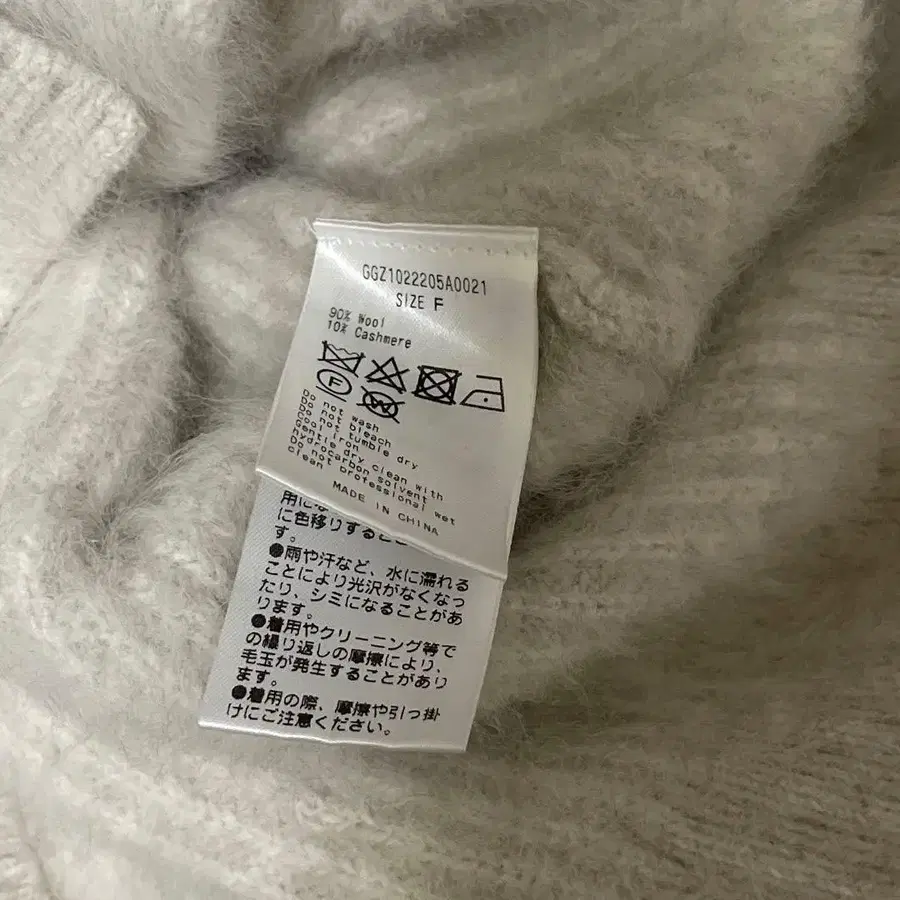 GGZ1022205A0021
SIZE F
90% Wool
10% Cashmere
F
W
Do not wash
Do not bleach
Do not tumble dry
Cool iron
Gentle dry clean with
hydrocarbon solvent
Do not professional wet
clean
MADE IN CHINA
に色移りするこ
す。
●雨や汗など、水に濡れる
ことにより光沢がなくなっ
たり、シミになることがあ
ります。
●着用やクリーニング等で
の繰り返しの摩擦により、
毛玉が発生することがあり
ます。
●着用の際、摩擦や引っ掛
けにご注意ください。